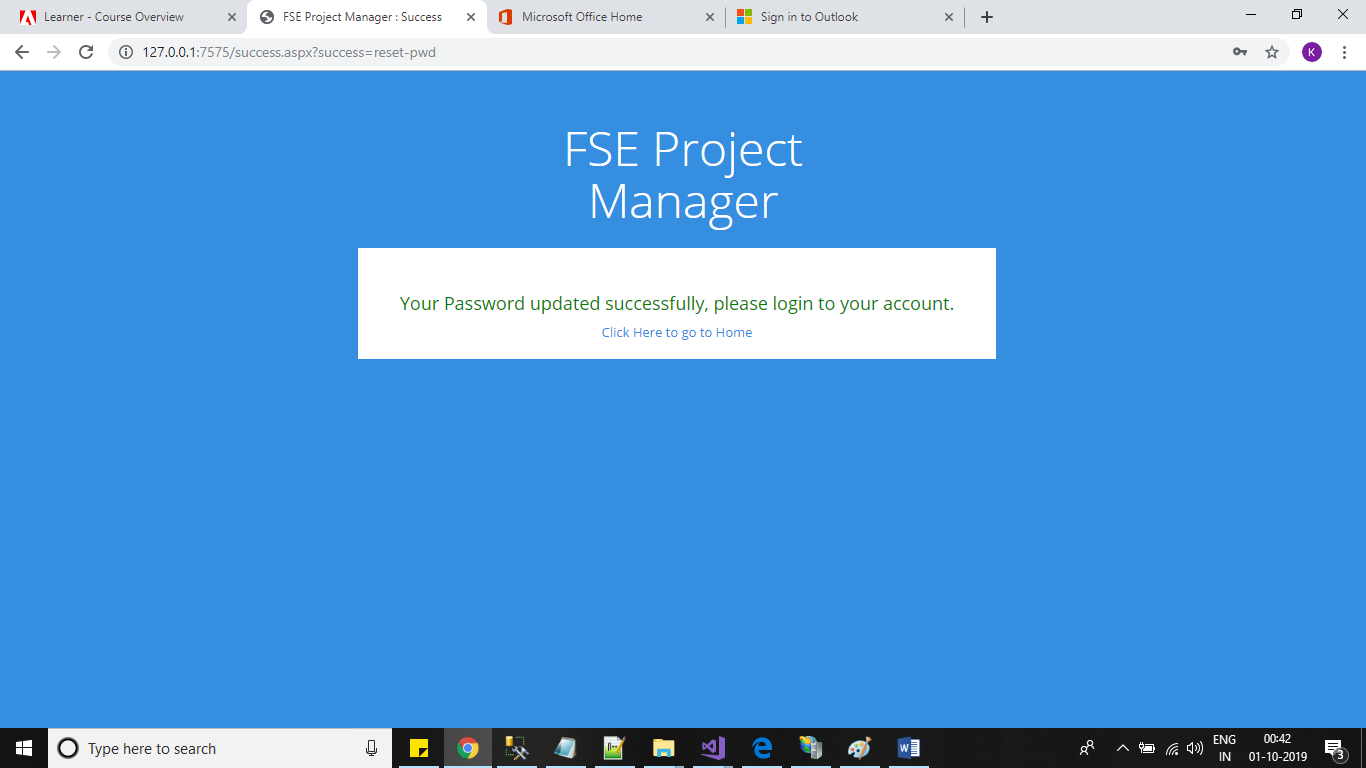 Learner - Course Overview
FSE Project Manager : Success
Microsoft Office Home
Sign in to Outlook
127.0.0.1:7575/success.aspx?success=reset-pwd
K
FSE Project
Manager
Your Password updated successfully, please login to your account.
Click Here to go to Home
Type here to search
ENG
IN
00:42
01-10-2019
3